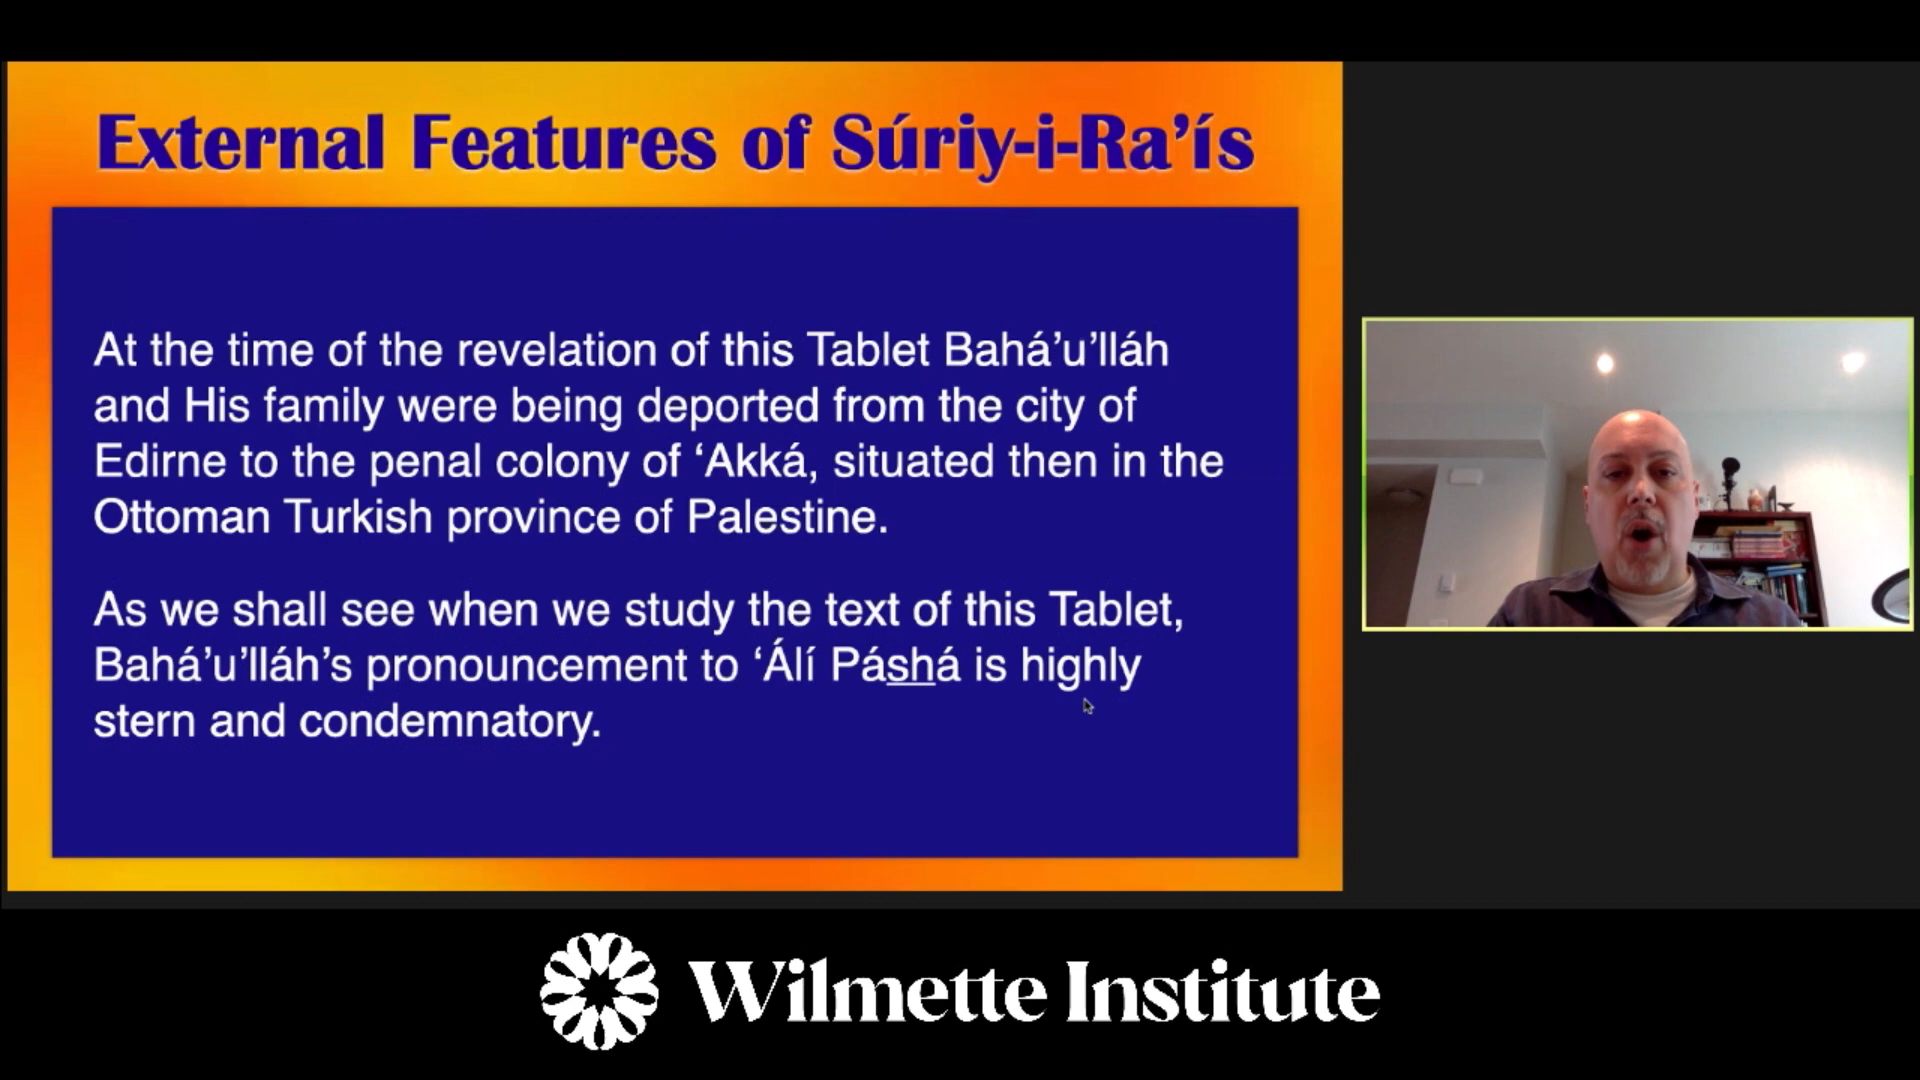 External Features of Súriy-i-Ra’ís
At the time of the revelation of this Tablet Bahá’u’lláh
and His family were being deported from the city of
Edirne to the penal colony of ‘Akká, situated then in the
Ottoman Turkish province of Palestine.
As we shall see when we study the text of this Tablet,
Bahá’u’lláh’s pronouncement to ‘Álí Páshá is highly
stern and condemnatory.
Wilmette Institute